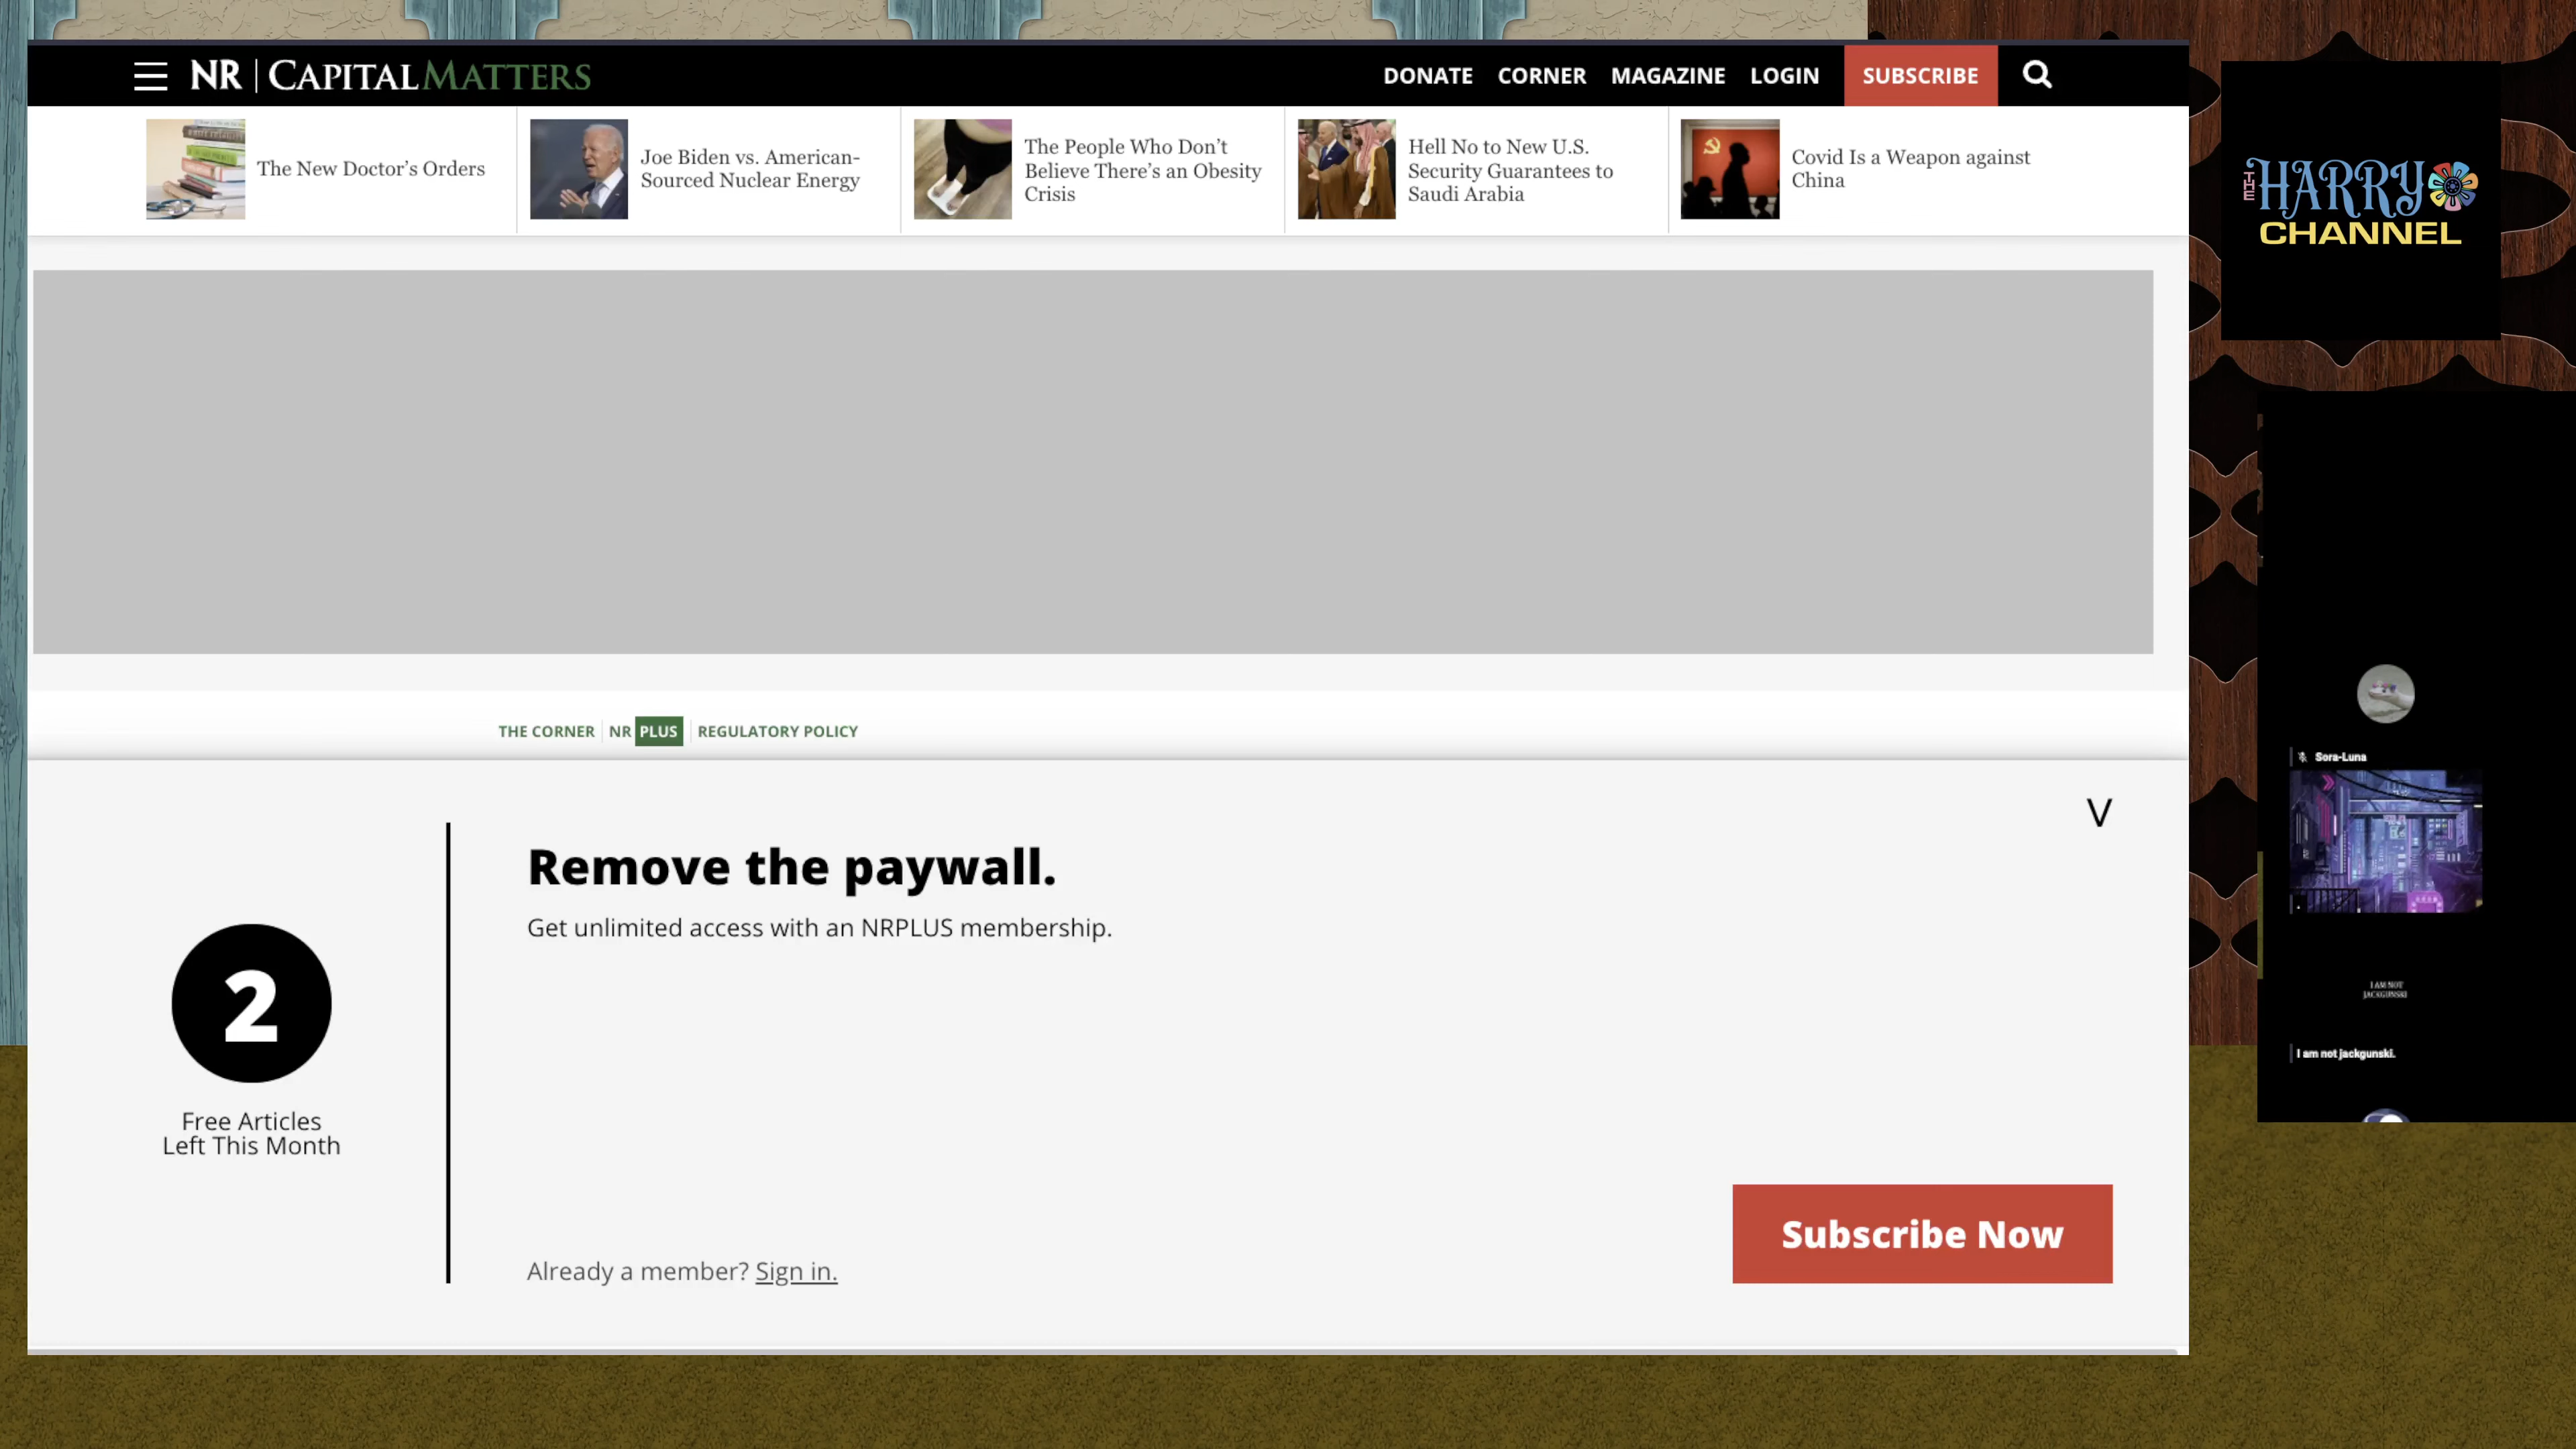 NR | CAPITAL MATTERS
DONATE CORNER MAGAZINE LOGIN SUBSCRIBE
The New Doctor's Orders
Joe Biden vs. American-
Sourced Nuclear Energy
The People Who Don't
Believe There's an Obesity
Crisis
Hell No to New U.S.
Security Guarantees to
Saudi Arabia
Covid Is a Weapon against
China
THE CORNER NR PLUS REGULATORY POLICY
V
Remove the paywall.
Get unlimited access with an NRPLUS membership.
2
Free Articles
Left This Month
Already a member? Sign in.
Subscribe Now
THE HARRY
CHANNEL
Sora-Luna
I AM NOT
JACKGUNSKI
I am not jackgunski.